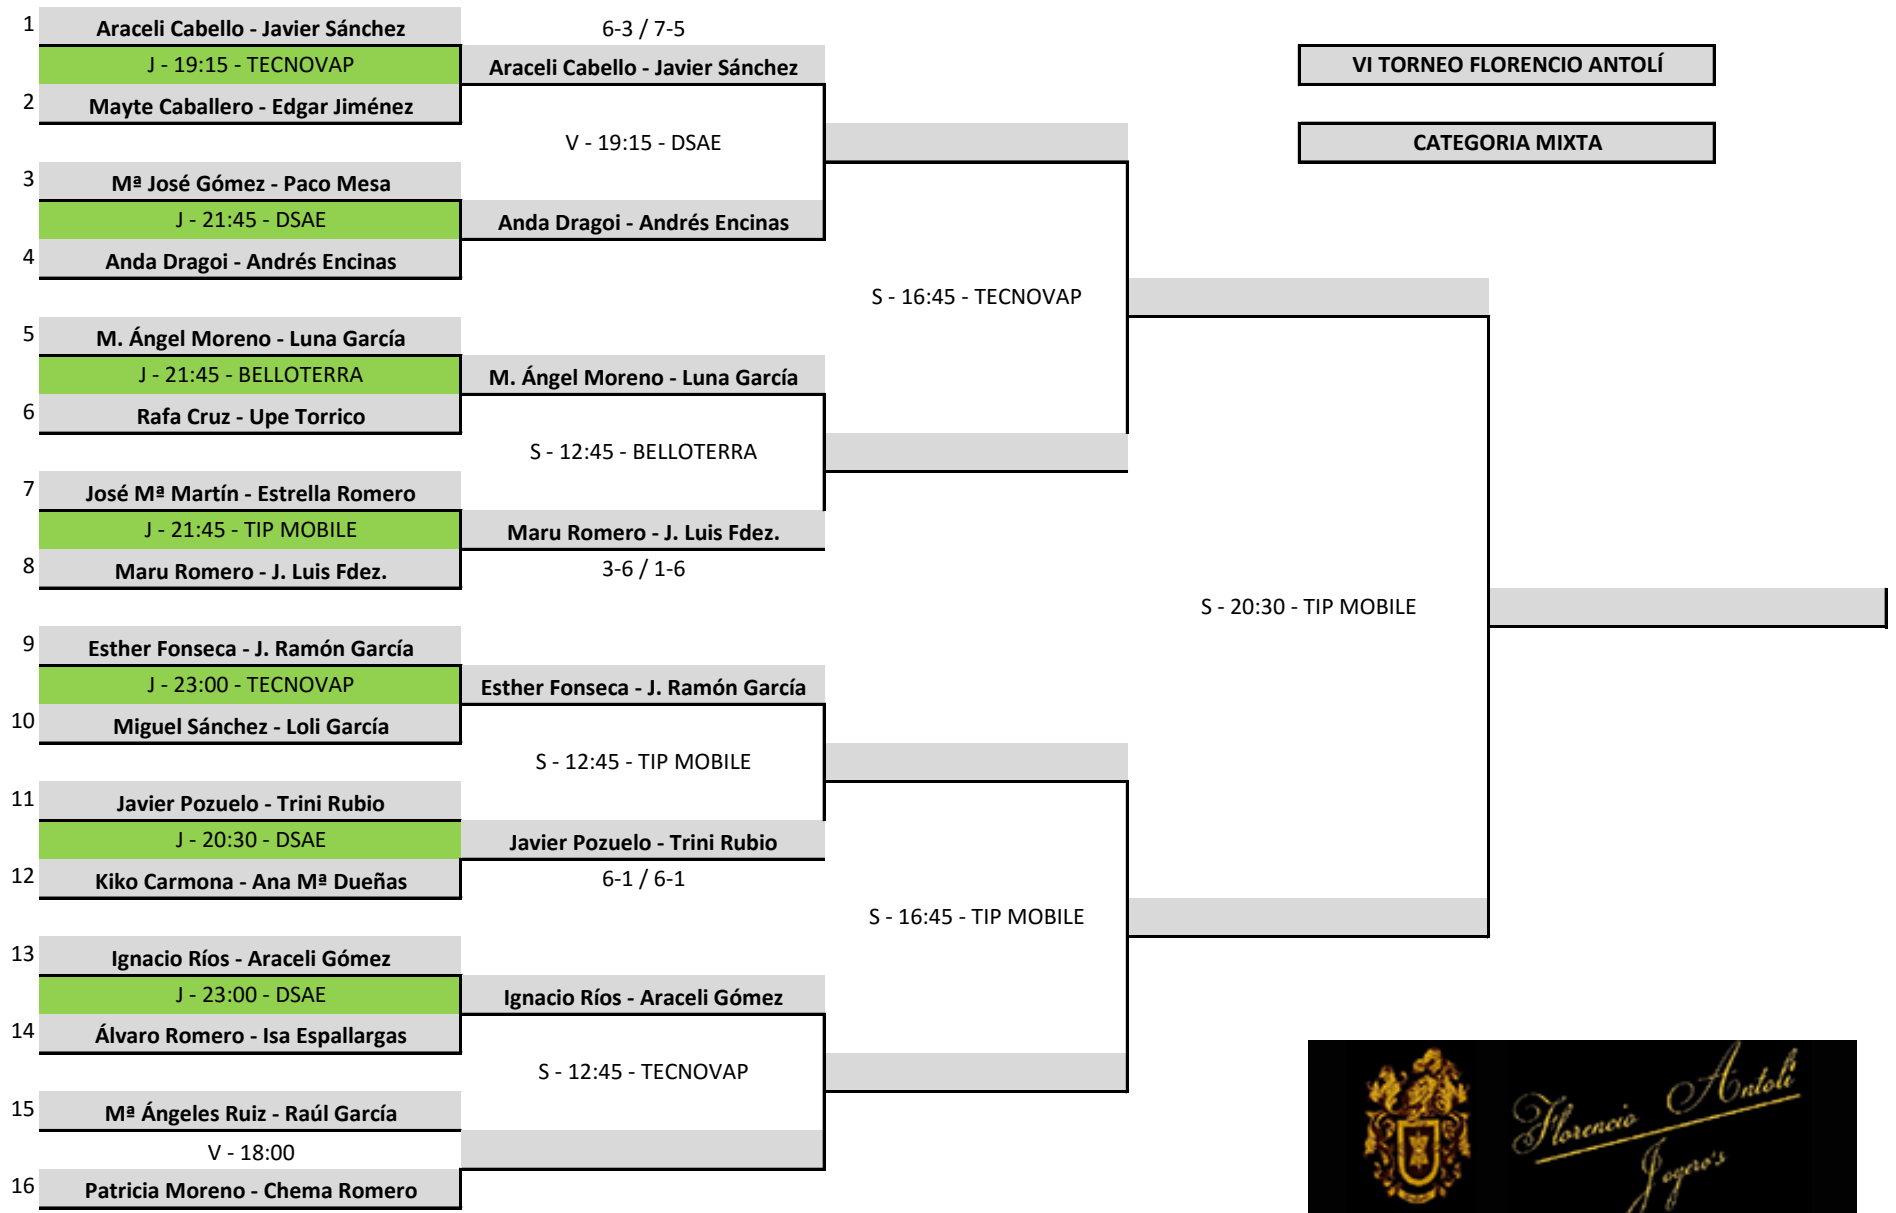 1 Araceli Cabello - Javier Sánchez
6-3 / 7-5
J - 19:15 - TECNOVAP
Araceli Cabello - Javier Sánchez
VI TORNEO FLORENCIO ANTOLÍ
2 Mayte Caballero - Edgar Jiménez
V - 19:15 - DSAE
CATEGORIA MIXTA
3 Mª José Gómez - Paco Mesa
J - 21:45 - DSAE
Anda Dragoi - Andrés Encinas
4 Anda Dragoi - Andrés Encinas
S - 16:45 - TECNOVAP
5 M. Ángel Moreno - Luna García
J - 21:45 - BELLOTERRA
M. Ángel Moreno - Luna García
6 Rafa Cruz - Upe Torrico
S - 12:45 - BELLOTERRA
7 José Mª Martín - Estrella Romero
J - 21:45 - TIP MOBILE
Maru Romero - J. Luis Fdez.
8 Maru Romero - J. Luis Fdez.
3-6 / 1-6
S - 20:30 - TIP MOBILE
9 Esther Fonseca - J. Ramón García
J - 23:00 - TECNOVAP
Esther Fonseca - J. Ramón García
10 Miguel Sánchez - Loli García
S - 12:45 - TIP MOBILE
11 Javier Pozuelo - Trini Rubio
J - 20:30 - DSAE
Javier Pozuelo - Trini Rubio
12 Kiko Carmona - Ana Mª Dueñas
6-1 / 6-1
S - 16:45 - TIP MOBILE
13 Ignacio Ríos - Araceli Gómez
J - 23:00 - DSAE
Ignacio Ríos - Araceli Gómez
14 Álvaro Romero - Isa Espallargas
S - 12:45 - TECNOVAP
15 Mª Ángeles Ruiz - Raúl García
V - 18:00
16 Patricia Moreno - Chema Romero
Florencio Antolí
Joyero's